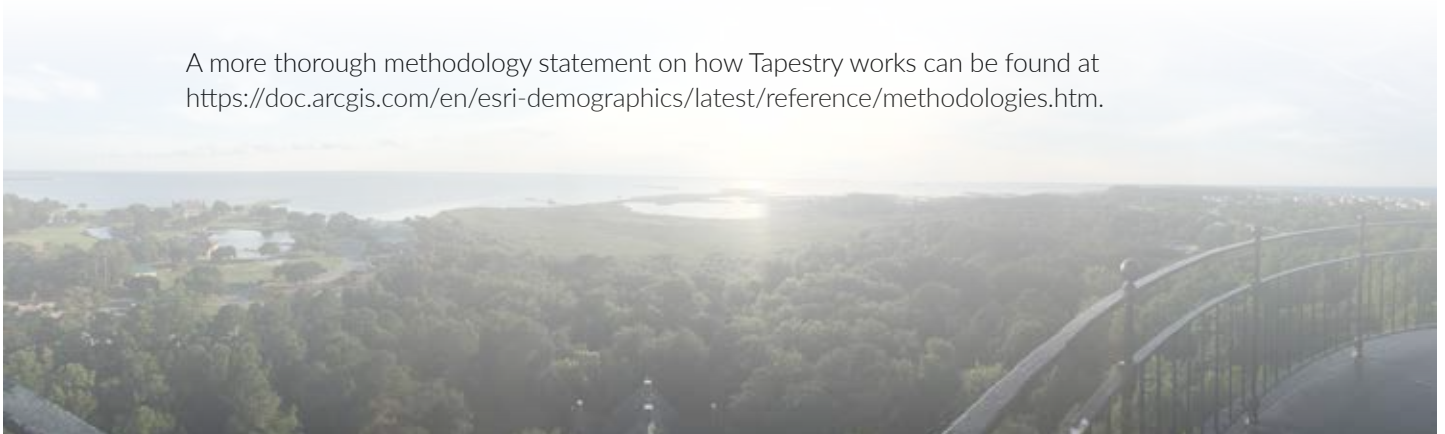 A more thorough methodology statement on how Tapestry works can be found at
https://doc.arcgis.com/en/esri-demographics/latest/reference/methodologies.htm.